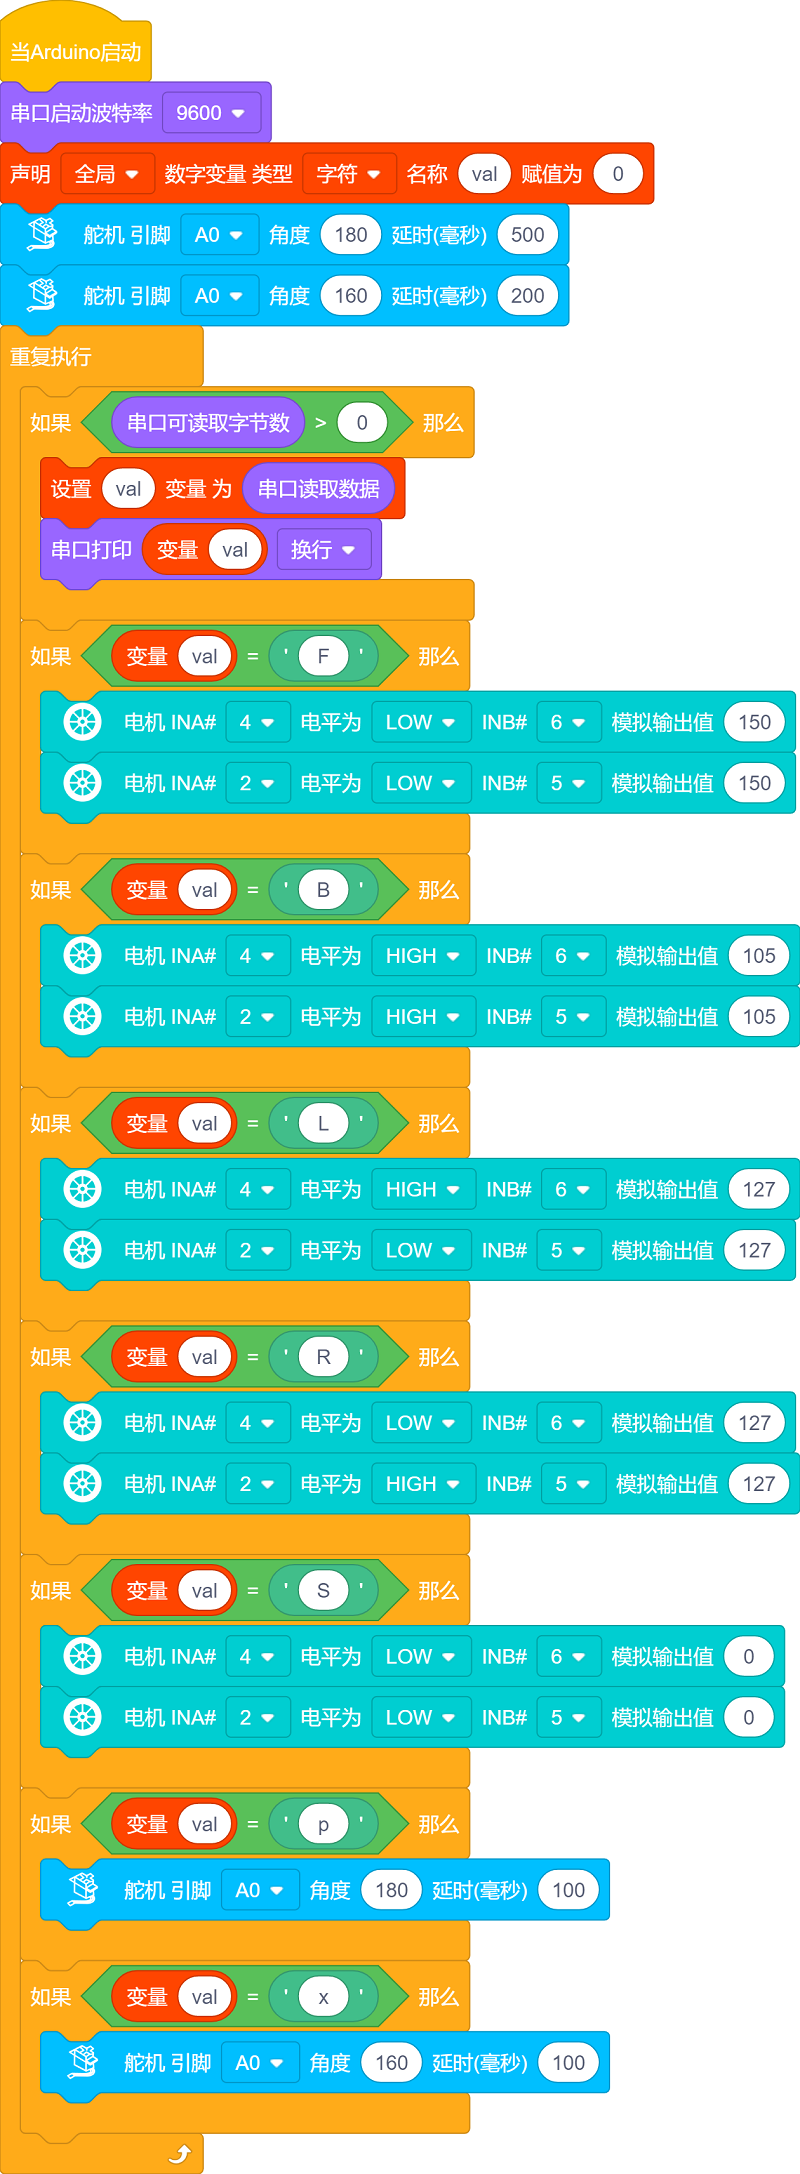 当Arduino启动
串口启动波特率 9600
声明 全局 数字变量 类型 字符 名称 val 赋值为 0
舵机 引脚 A0 角度 180 延时(毫秒) 500
舵机 引脚 A0 角度 160 延时(毫秒) 200
重复执行
如果 串口可读取字节数 > 0 那么
设置 val 变量 为 串口读取数据
串口打印 变量 val 换行
如果 变量 val = ' F ' 那么
电机 INA# 4 电平为 LOW INB# 6 模拟输出值 150
电机 INA# 2 电平为 LOW INB# 5 模拟输出值 150
如果 变量 val = ' B ' 那么
电机 INA# 4 电平为 HIGH INB# 6 模拟输出值 105
电机 INA# 2 电平为 HIGH INB# 5 模拟输出值 105
如果 变量 val = ' L ' 那么
电机 INA# 4 电平为 HIGH INB# 6 模拟输出值 127
电机 INA# 2 电平为 LOW INB# 5 模拟输出值 127
如果 变量 val = ' R ' 那么
电机 INA# 4 电平为 LOW INB# 6 模拟输出值 127
电机 INA# 2 电平为 HIGH INB# 5 模拟输出值 127
如果 变量 val = ' S ' 那么
电机 INA# 4 电平为 LOW INB# 6 模拟输出值 0
电机 INA# 2 电平为 LOW INB# 5 模拟输出值 0
如果 变量 val = ' p ' 那么
舵机 引脚 A0 角度 180 延时(毫秒) 100
如果 变量 val = ' x ' 那么
舵机 引脚 A0 角度 160 延时(毫秒) 100